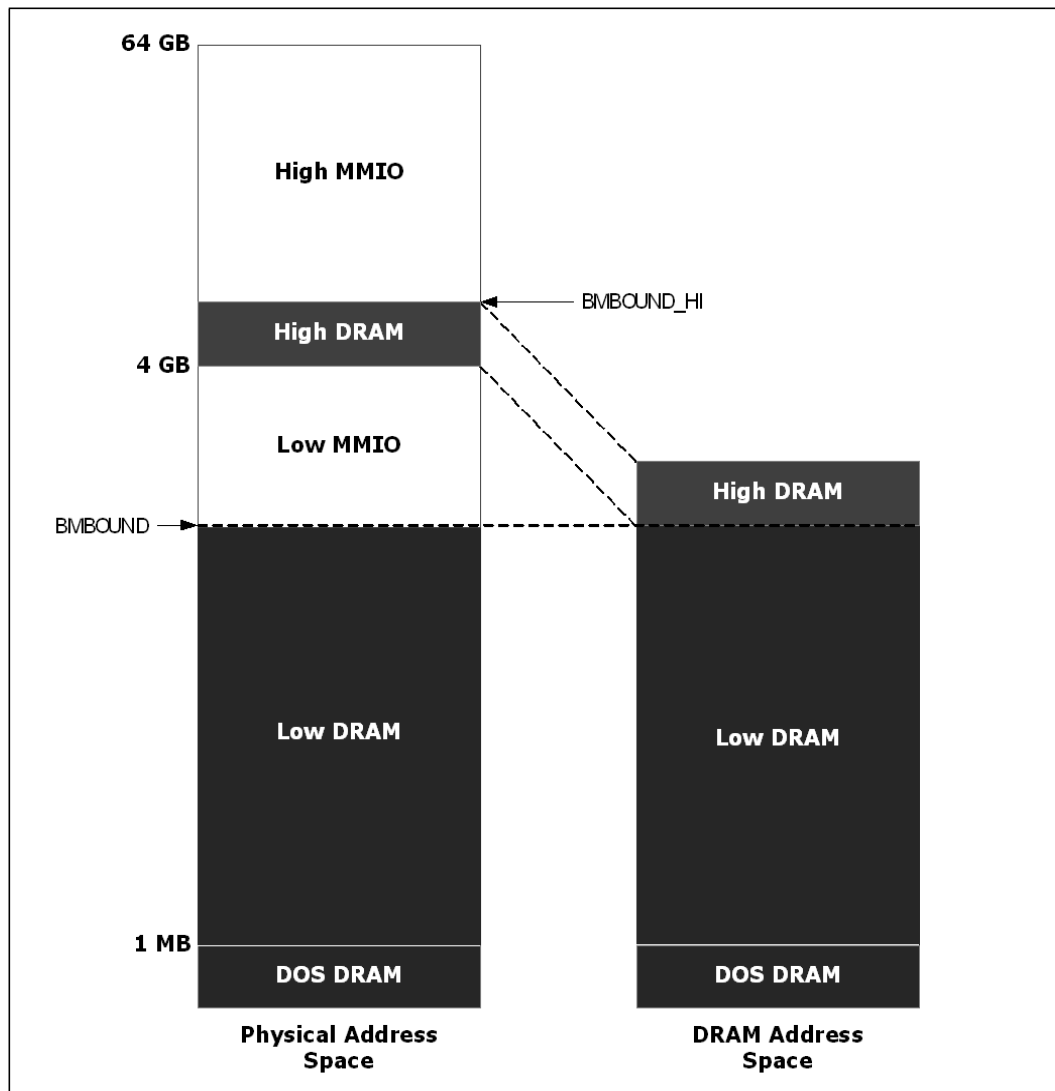 64 GB
High MMIO
BMBOUND_HI
High DRAM
4 GB
Low MMIO
High DRAM
BMBOUND
Low DRAM
Low DRAM
1 MB
DOS DRAM
DOS DRAM
Physical Address
Space
DRAM Address
Space